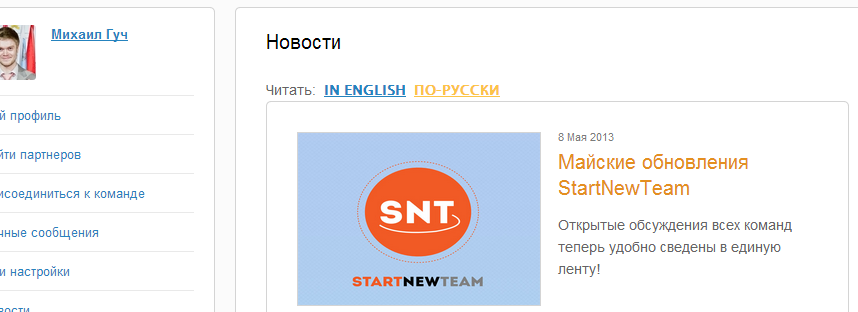 Михаил Гуч
й профиль
йти партнеров
исоединиться к команде
чные сообщения
и настройки
вости
Новости
Читать: IN ENGLISH ПО-РУССКИ
SNT
STARTNEWTEAM
8 Мая 2013
Майские обновления
StartNewTeam
Открытые обсуждения всех команд
теперь удобно сведены в единую
ленту!